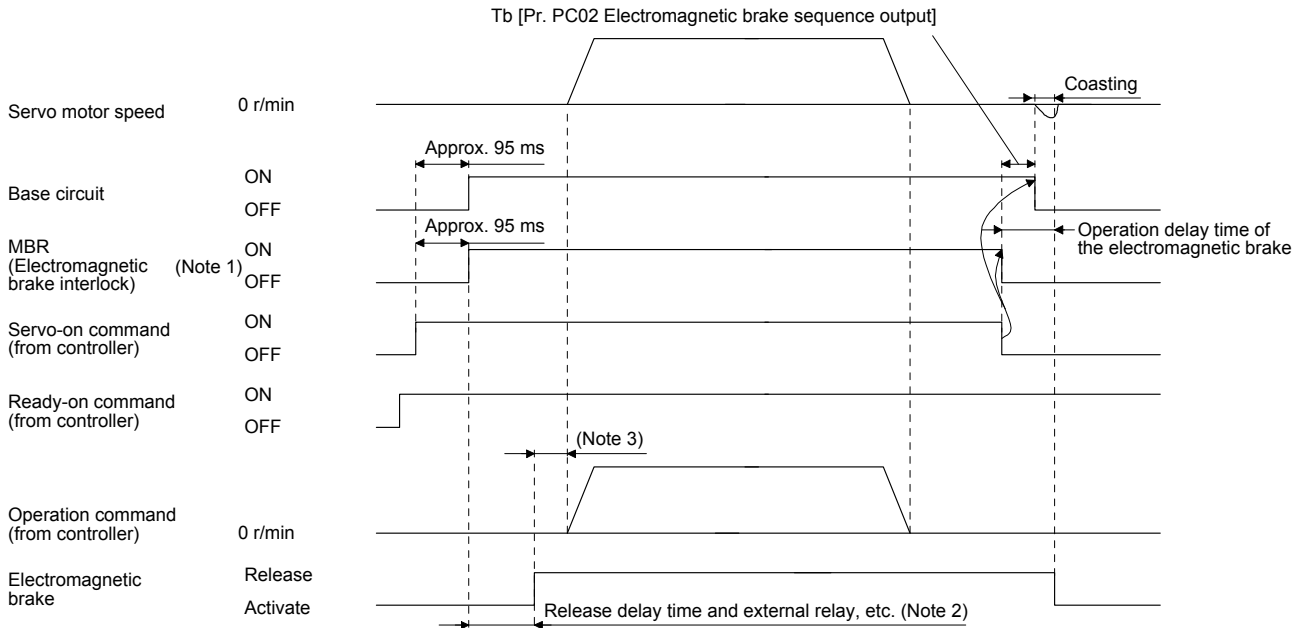 Tb [Pr. PC02 Electromagnetic brake sequence output]
Coasting
Servo motor speed
0 r/min
Approx. 95 ms
Base circuit
ON
OFF
Approx. 95 ms
Operation delay time of
the electromagnetic brake
MBR
(Electromagnetic
brake interlock)
(Note 1)
ON
OFF
Servo-on command
(from controller)
ON
OFF
Ready-on command
(from controller)
ON
OFF
(Note 3)
Operation command
(from controller)
0 r/min
Electromagnetic
brake
Release
Activate
Release delay time and external relay, etc. (Note 2)